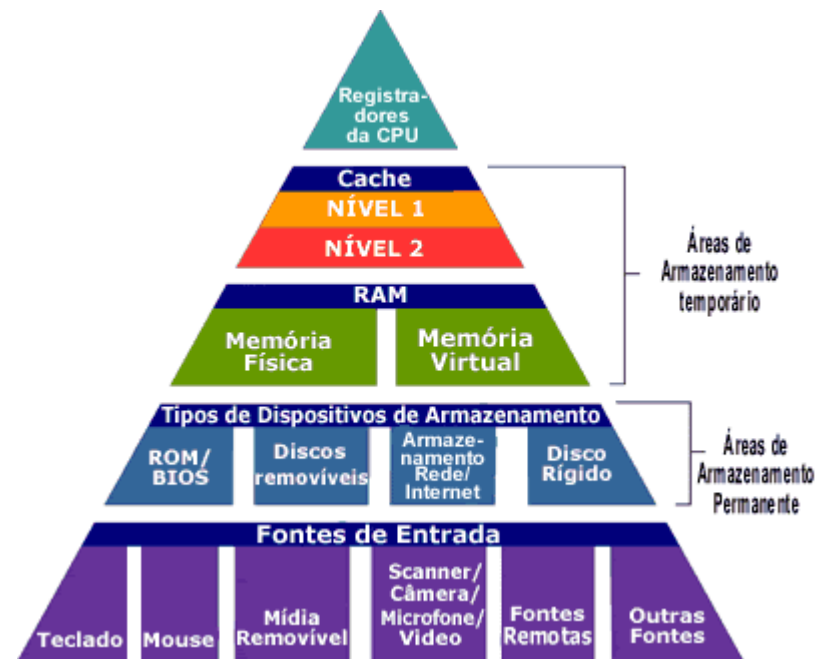 Registra-
dores
da CPU
Cache
NÍVEL 1
NÍVEL 2
Áreas de
Armazenamento
temporário
RAM
Memória
Física
Memória
Virtual
Tipos de Dispositivos de Armazenamento
ROM/
BIOS
Discos
removíveis
Armaze-
namento
Rede/
Internet
Disco
Rígido
Áreas de
Armazenamento
Permanente
Fontes de Entrada
Teclado
Mouse
Mídia
Removível
Scanner/
Câmera/
Microfone/
Video
Fontes
Remotas
Outras
Fontes